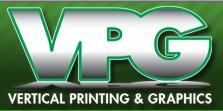 VPG
VERTICAL PRINTING & GRAPHICS